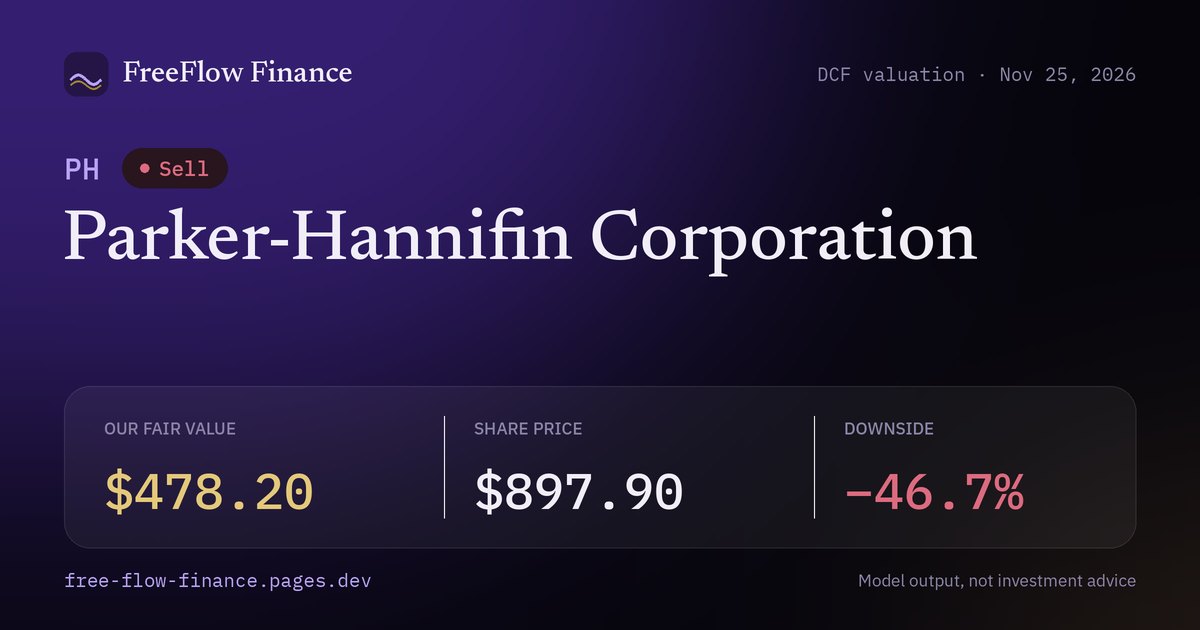 FreeFlow Finance
DCF valuation · Nov 25, 2026
PH
Sell
Parker-Hannifin Corporation
OUR FAIR VALUE
$478.20
SHARE PRICE
$897.90
DOWNSIDE
−46.7%
free-flow-finance.pages.dev
Model output, not investment advice